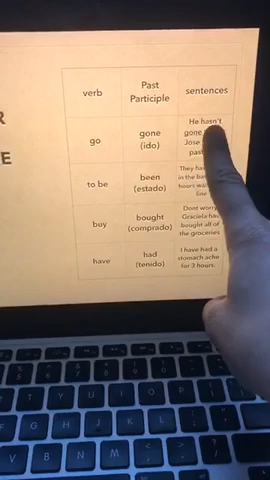 R
E
verb
Past
Participle
sentences
go
gone
(ido)
He hasn't
gone
Jose
past
to be
been
(estado)
They
in the
hours
line
buy
bought
(comprado)
Dont worry
Graciela has
bought all of
the groceries
have
had
(tenido)
I have had a
stomach ache
for 3 hours.
X
C
V
B
N
M
D
F
G
H
J
K
L
E
R
T
Y
U
I
O